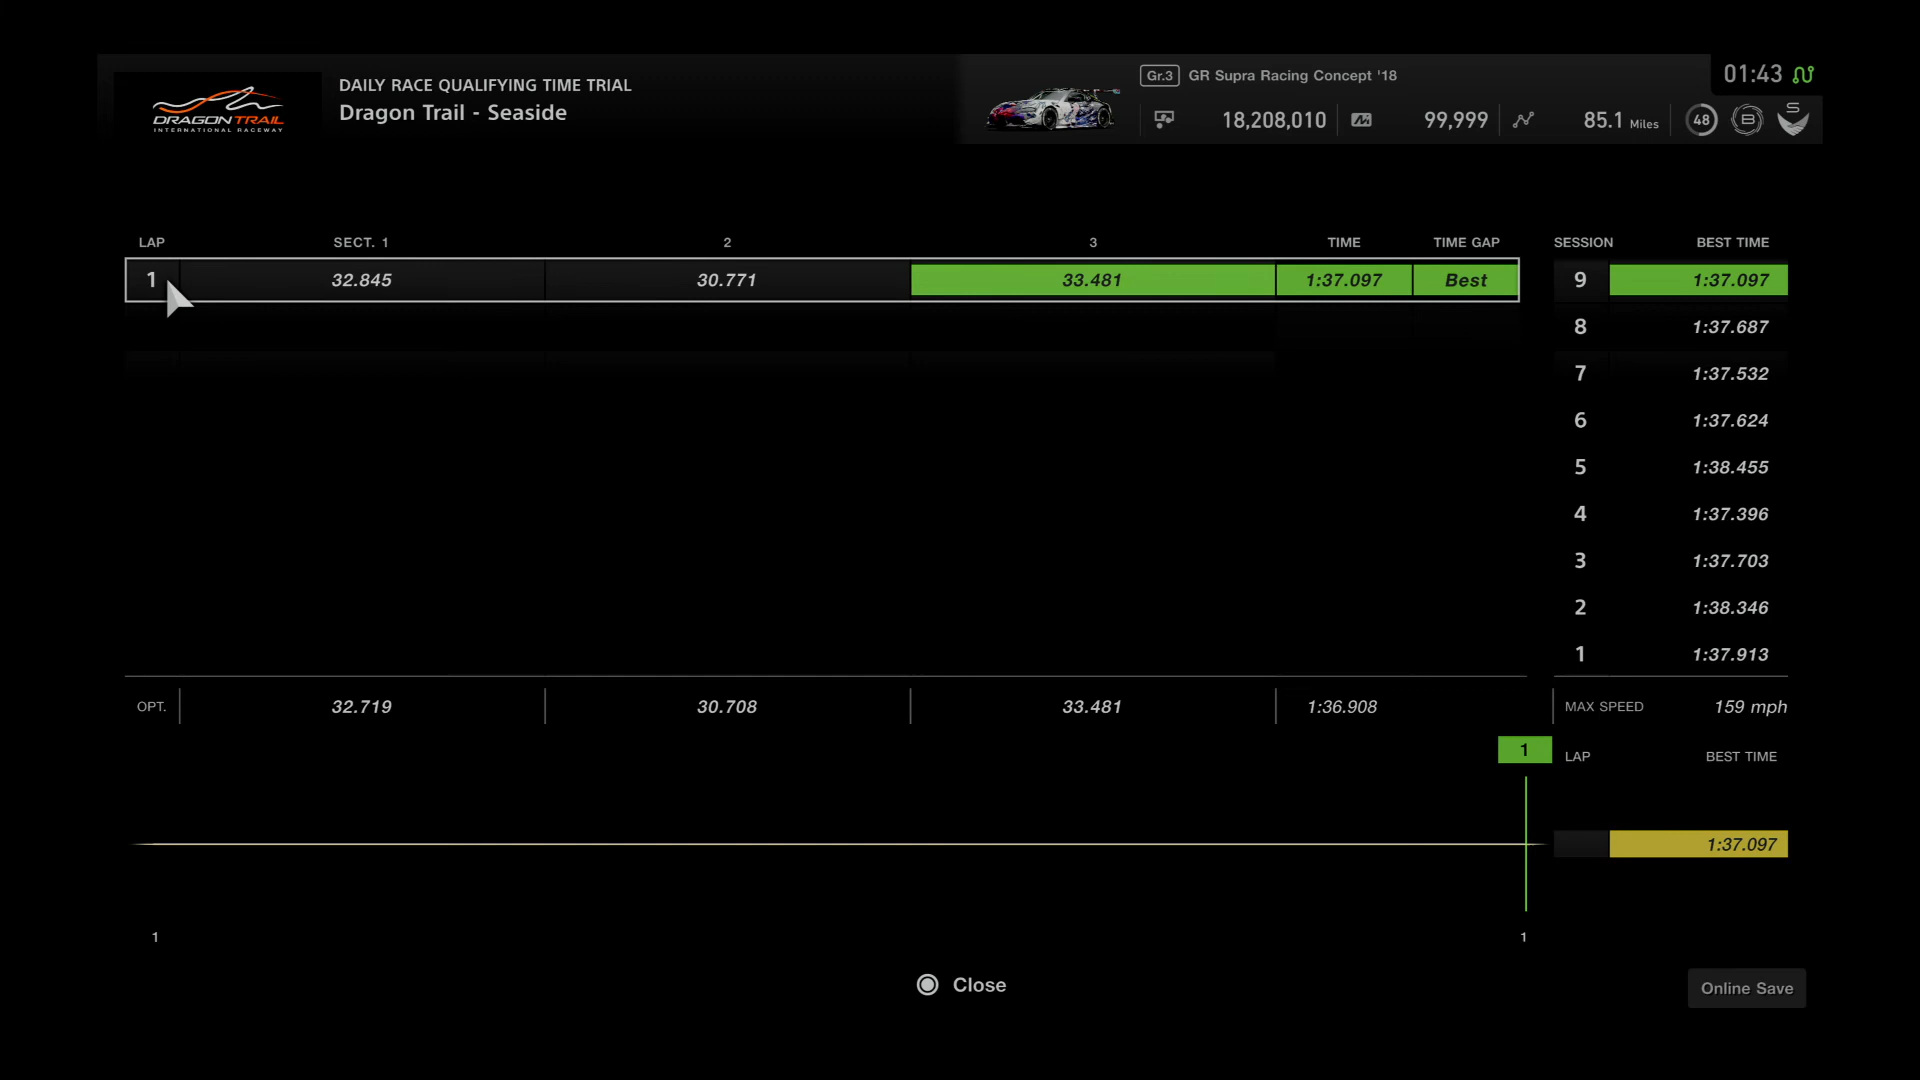 DRAGONTRAIL
INTERNATIONAL RACEWAY
DAILY RACE QUALIFYING TIME TRIAL
Dragon Trail - Seaside
Gr.3 GR Supra Racing Concept '18
18,208,010 99,999 85.1 Miles 48 B S
01:43
LAP SECT. 1 2 3 TIME TIME GAP SESSION BEST TIME
1 32.845 30.771 33.481 1:37.097 Best 9 1:37.097
8 1:37.687
7 1:37.532
6 1:37.624
5 1:38.455
4 1:37.396
3 1:37.703
2 1:38.346
1 1:37.913
OPT. 32.719 30.708 33.481 1:36.908 MAX SPEED 159 mph
1 LAP BEST TIME
1:37.097
1 1
Close
Online Save